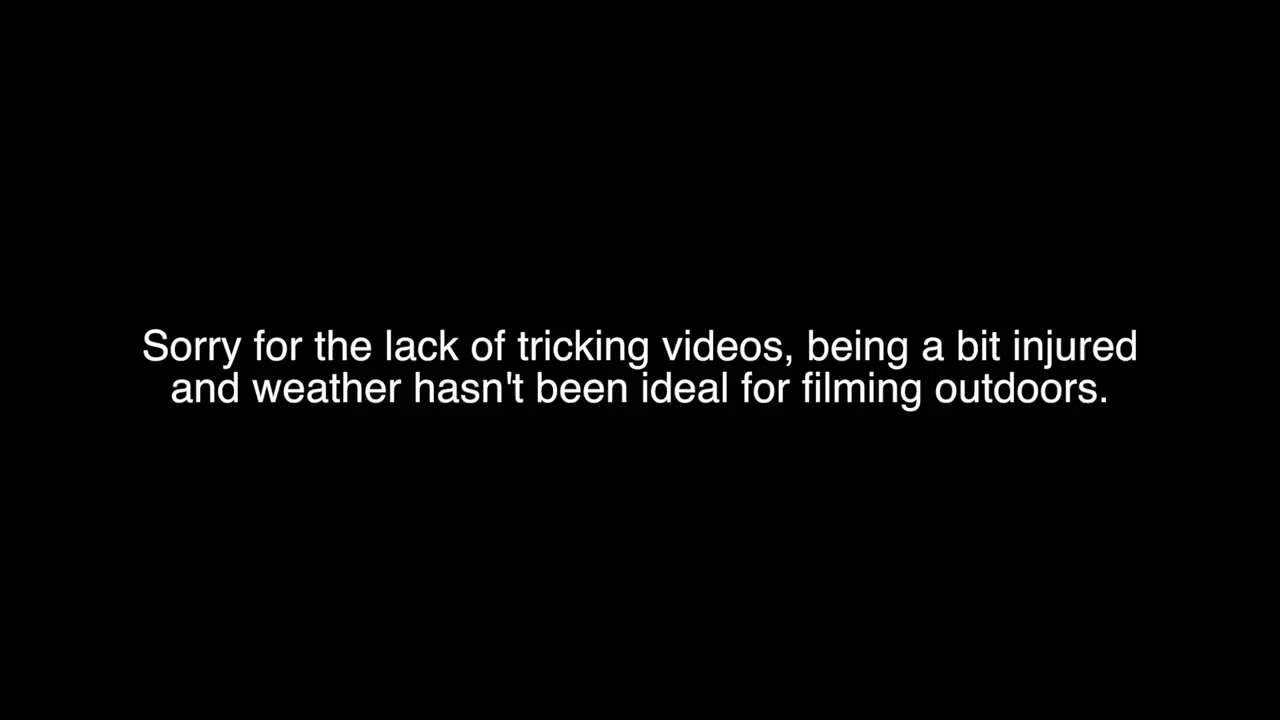 Sorry for the lack of tricking videos, being a bit injured
and weather hasn't been ideal for filming outdoors.